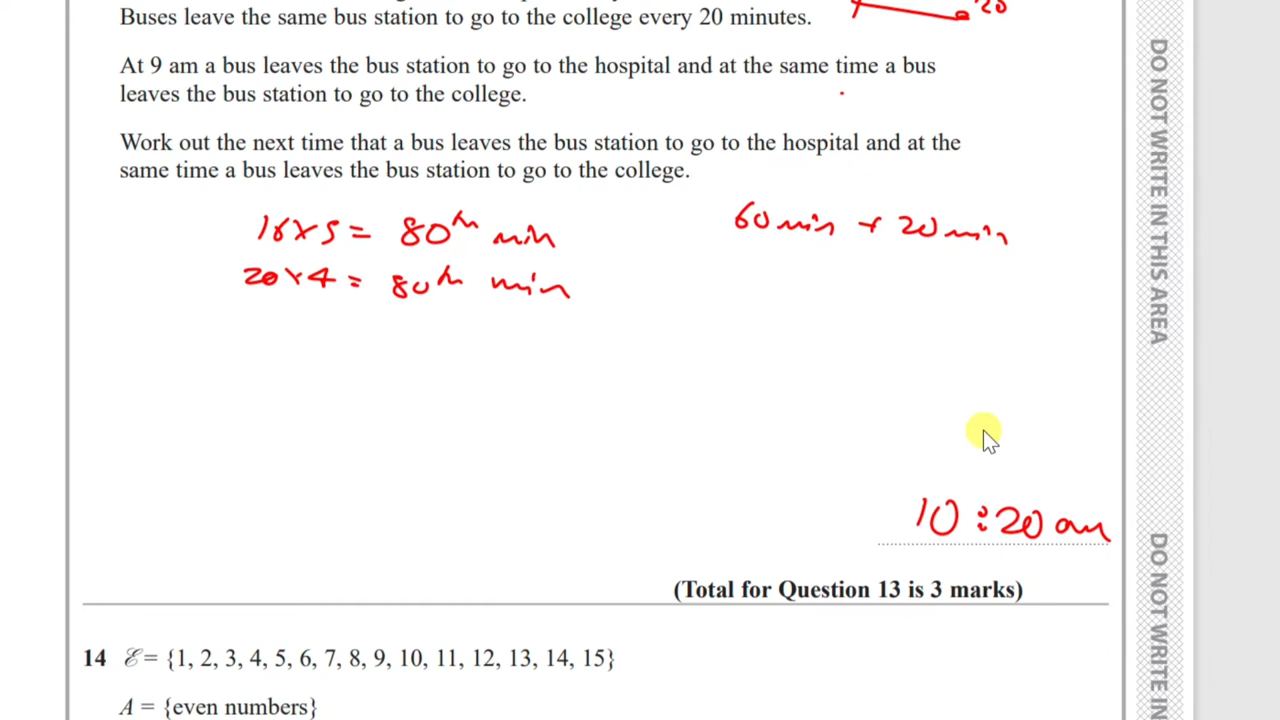 20
Buses leave the same bus station to go to the college every 20 minutes.
At 9 am a bus leaves the bus station to go to the hospital and at the same time a bus
leaves the bus station to go to the college.
Work out the next time that a bus leaves the bus station to go to the hospital and at the
same time a bus leaves the bus station to go to the college.
16 × 5 = 80th min
60 min + 20 min
20 × 4 = 80th min
10:20 am
(Total for Question 13 is 3 marks)
14 ℰ = {1, 2, 3, 4, 5, 6, 7, 8, 9, 10, 11, 12, 13, 14, 15}
A = {even numbers}
DO NOT WRITE IN THIS AREA
DO NOT WRITE IN